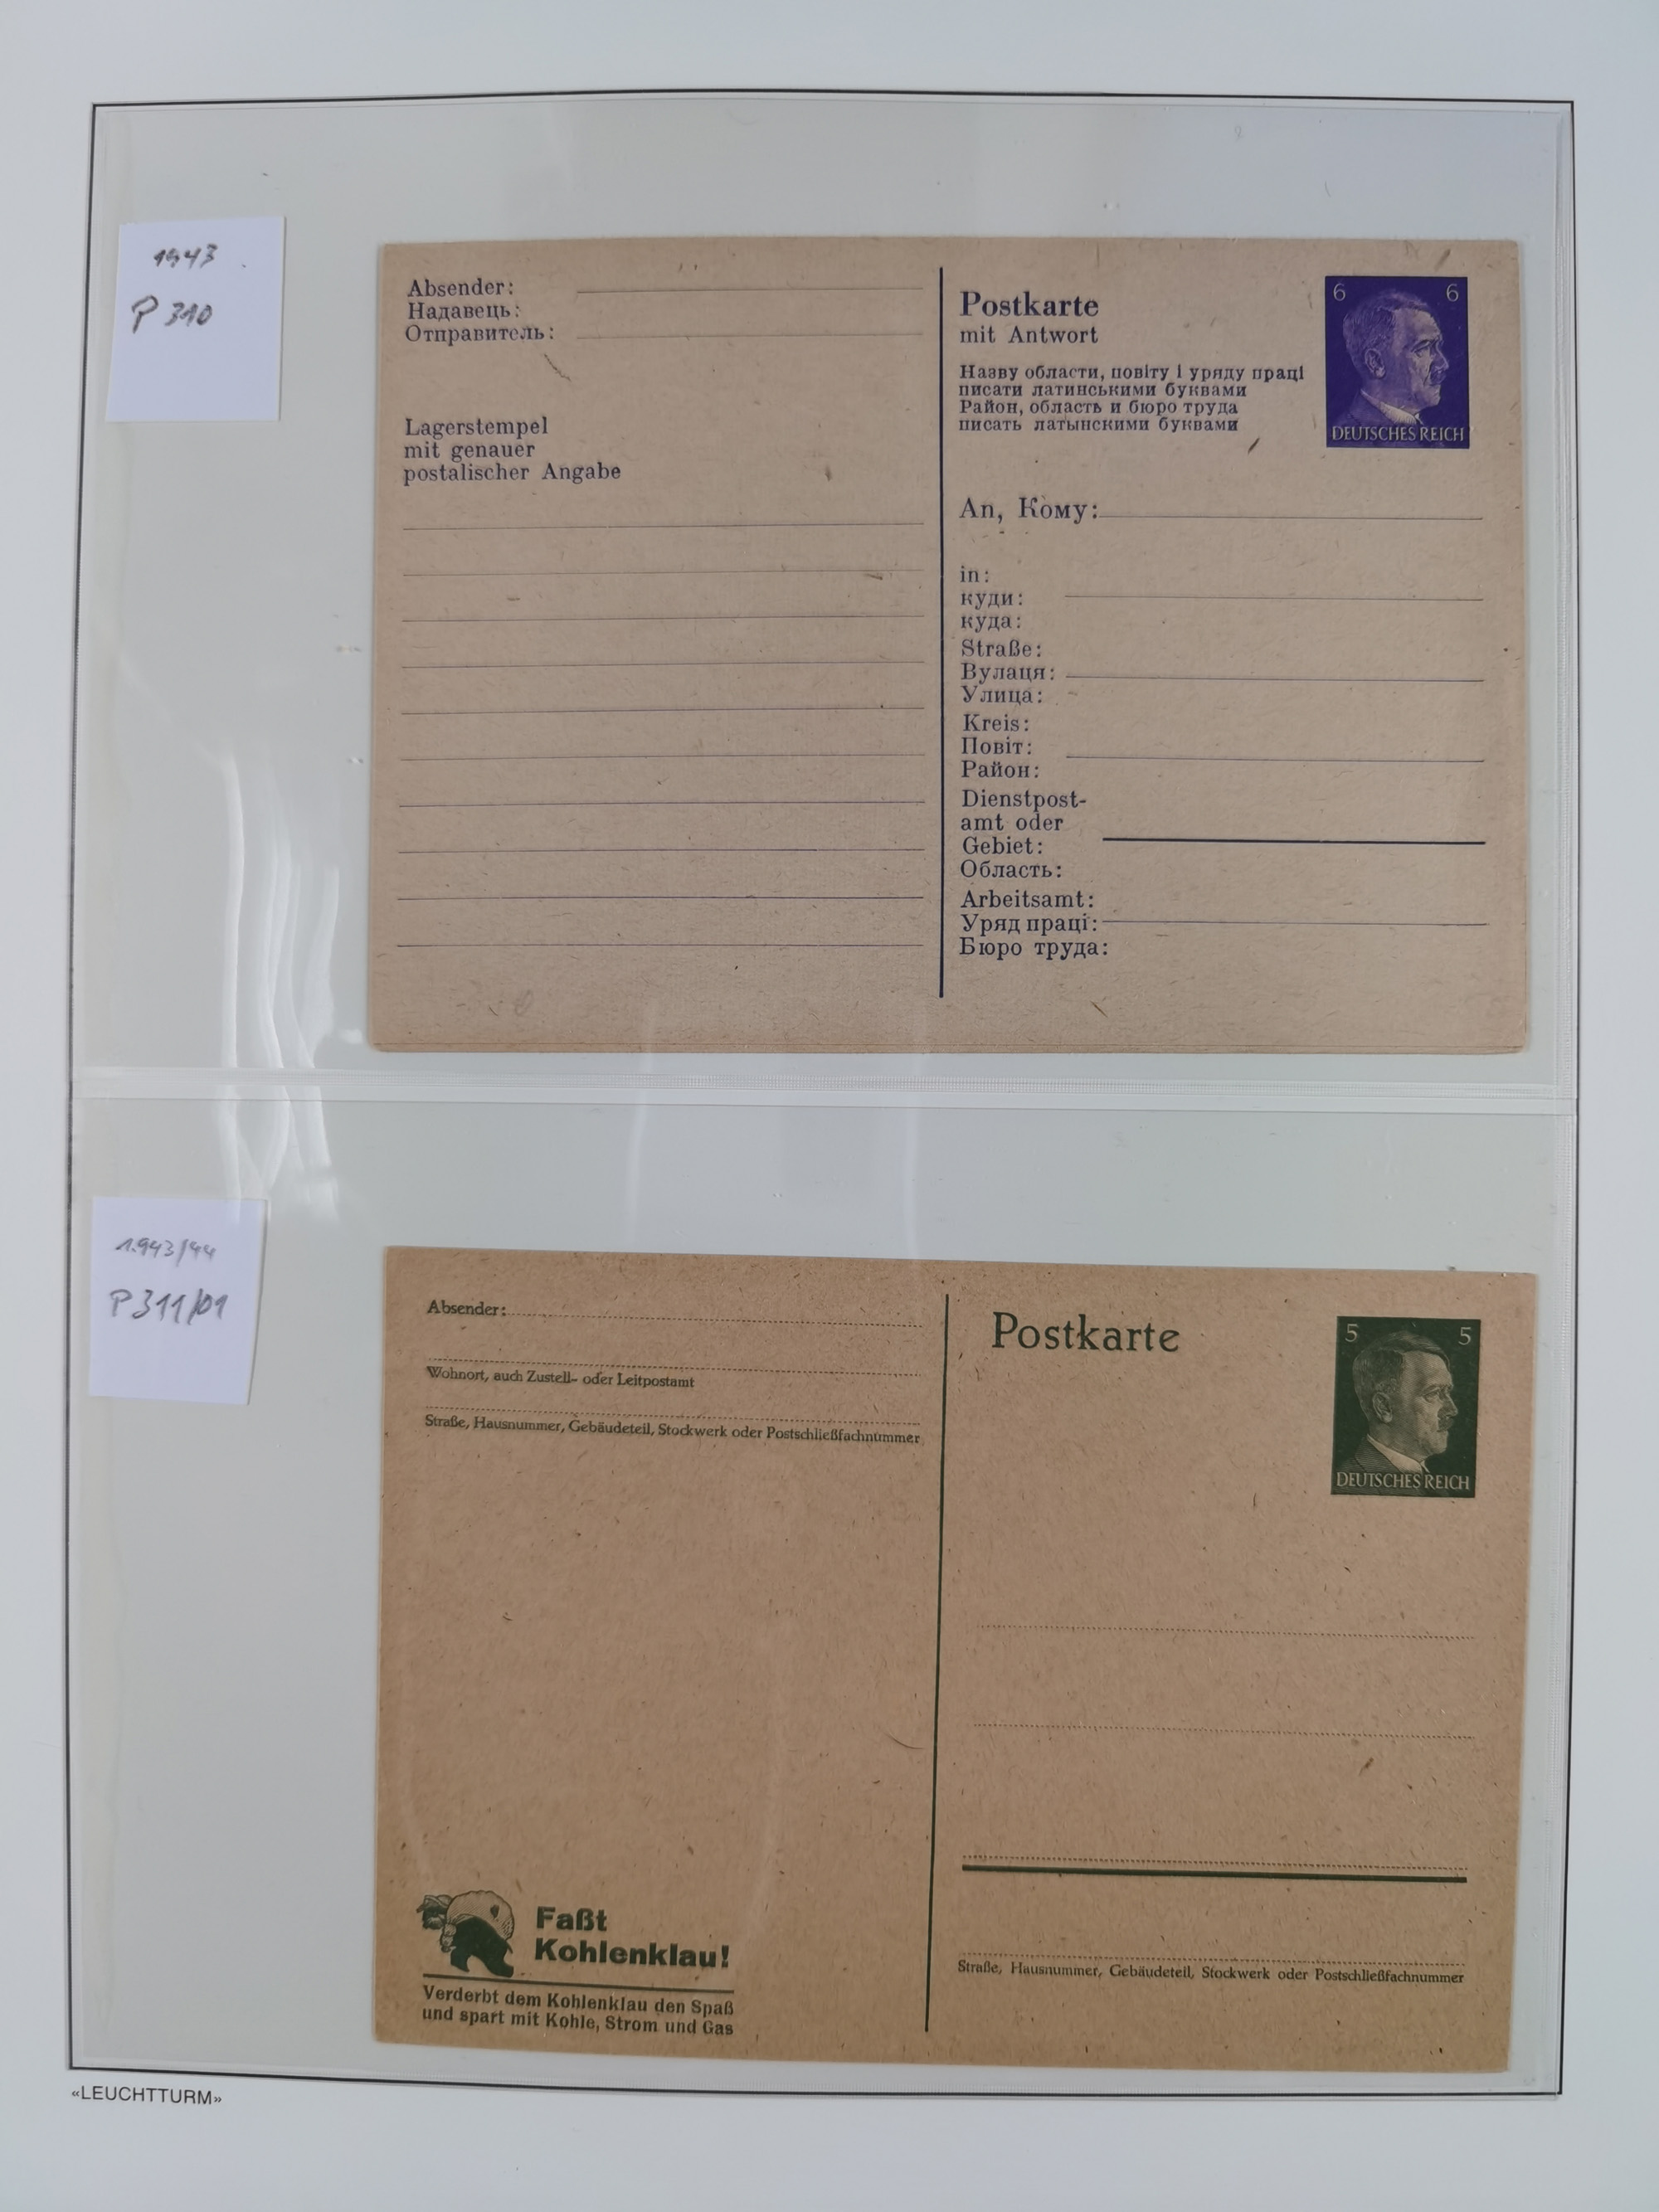 1943
P 310
Absender:
Надавець:
Отправитель:
Lagerstempel
mit genauer
postalischer Angabe
Postkarte
mit Antwort
Назву области, повіту і уряду праці
писати латинськими буквами
Район, область и бюро труда
писать латынскими буквами
6 6
DEUTSCHES REICH
An, Кому:
in:
куди:
куда:
Straße:
Вулаця:
Улица:
Kreis:
Повіт:
Район:
Dienstpost-
amt oder
Gebiet:
Область:
Arbeitsamt:
Уряд праці:
Бюро труда:
1943/44
P 311/01
Absender:
Wohnort, auch Zustell- oder Leitpostamt
Straße, Hausnummer, Gebäudeteil, Stockwerk oder Postschließfachnummer
Postkarte
5 5
DEUTSCHES REICH
Faßt
Kohlenklau!
Verderbt dem Kohlenklau den Spaß
und spart mit Kohle, Strom und Gas
Straße, Hausnummer, Gebäudeteil, Stockwerk oder Postschließfachnummer
«LEUCHTTURM»